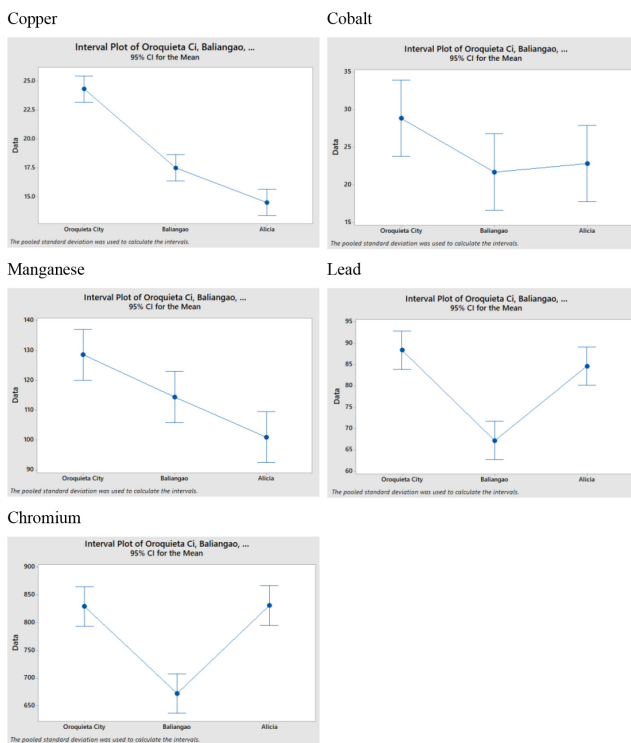 Copper
Interval Plot of Oroquieta Ci, Baliangao, ...
95% CI for the Mean
25.0
22.5
20.0
17.5
15.0
Data
Oroquieta City Baliangao Alicia
The pooled standard deviation was used to calculate the intervals.
Cobalt
Interval Plot of Oroquieta Ci, Baliangao, ...
95% CI for the Mean
35
30
25
20
15
Data
Oroquieta City Baliangao Alicia
The pooled standard deviation was used to calculate the intervals.
Manganese
Interval Plot of Oroquieta Ci, Baliangao, ...
95% CI for the Mean
140
130
120
110
100
90
Data
Oroquieta City Baliangao Alicia
The pooled standard deviation was used to calculate the intervals.
Lead
Interval Plot of Oroquieta Ci, Baliangao, ...
95% CI for the Mean
95
90
85
80
75
70
65
60
Data
Oroquieta City Baliangao Alicia
The pooled standard deviation was used to calculate the intervals.
Chromium
Interval Plot of Oroquieta Ci, Baliangao, ...
95% CI for the Mean
900
850
800
750
700
650
Data
Oroquieta City Baliangao Alicia
The pooled standard deviation was used to calculate the intervals.